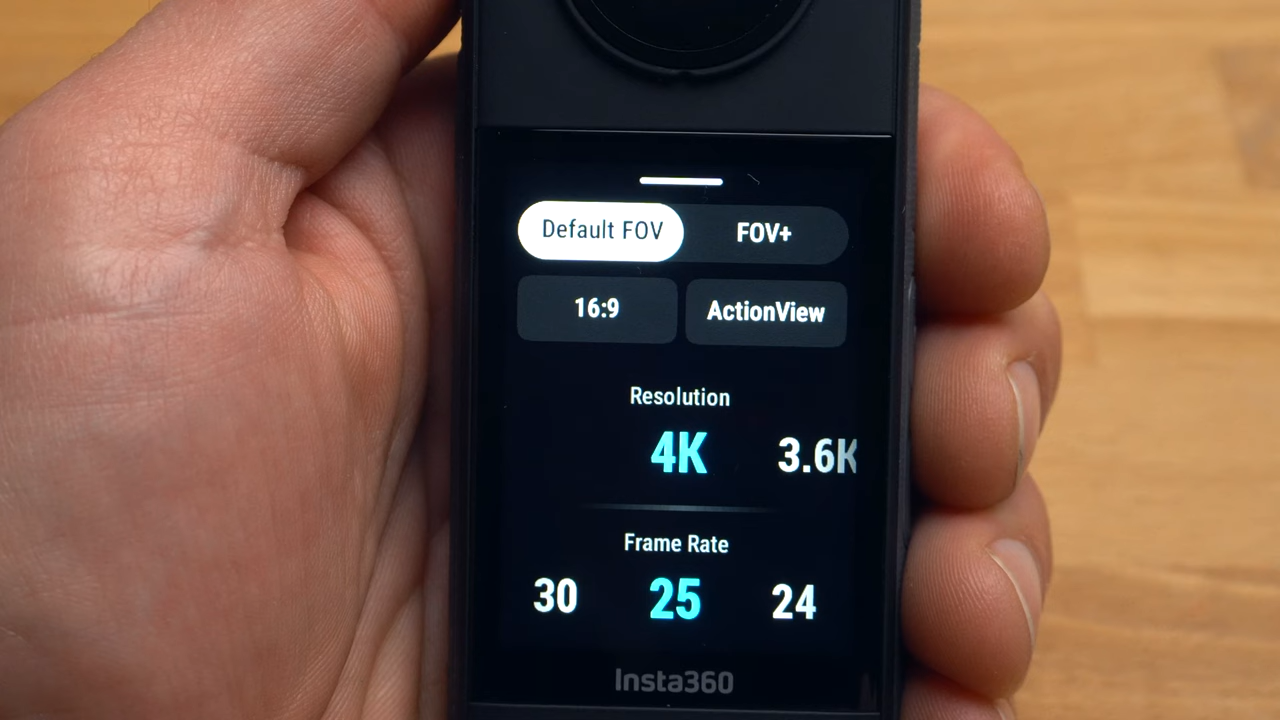 Default FOV FOV+
16:9 ActionView
Resolution
4K 3.6K
Frame Rate
30 25 24
Insta360